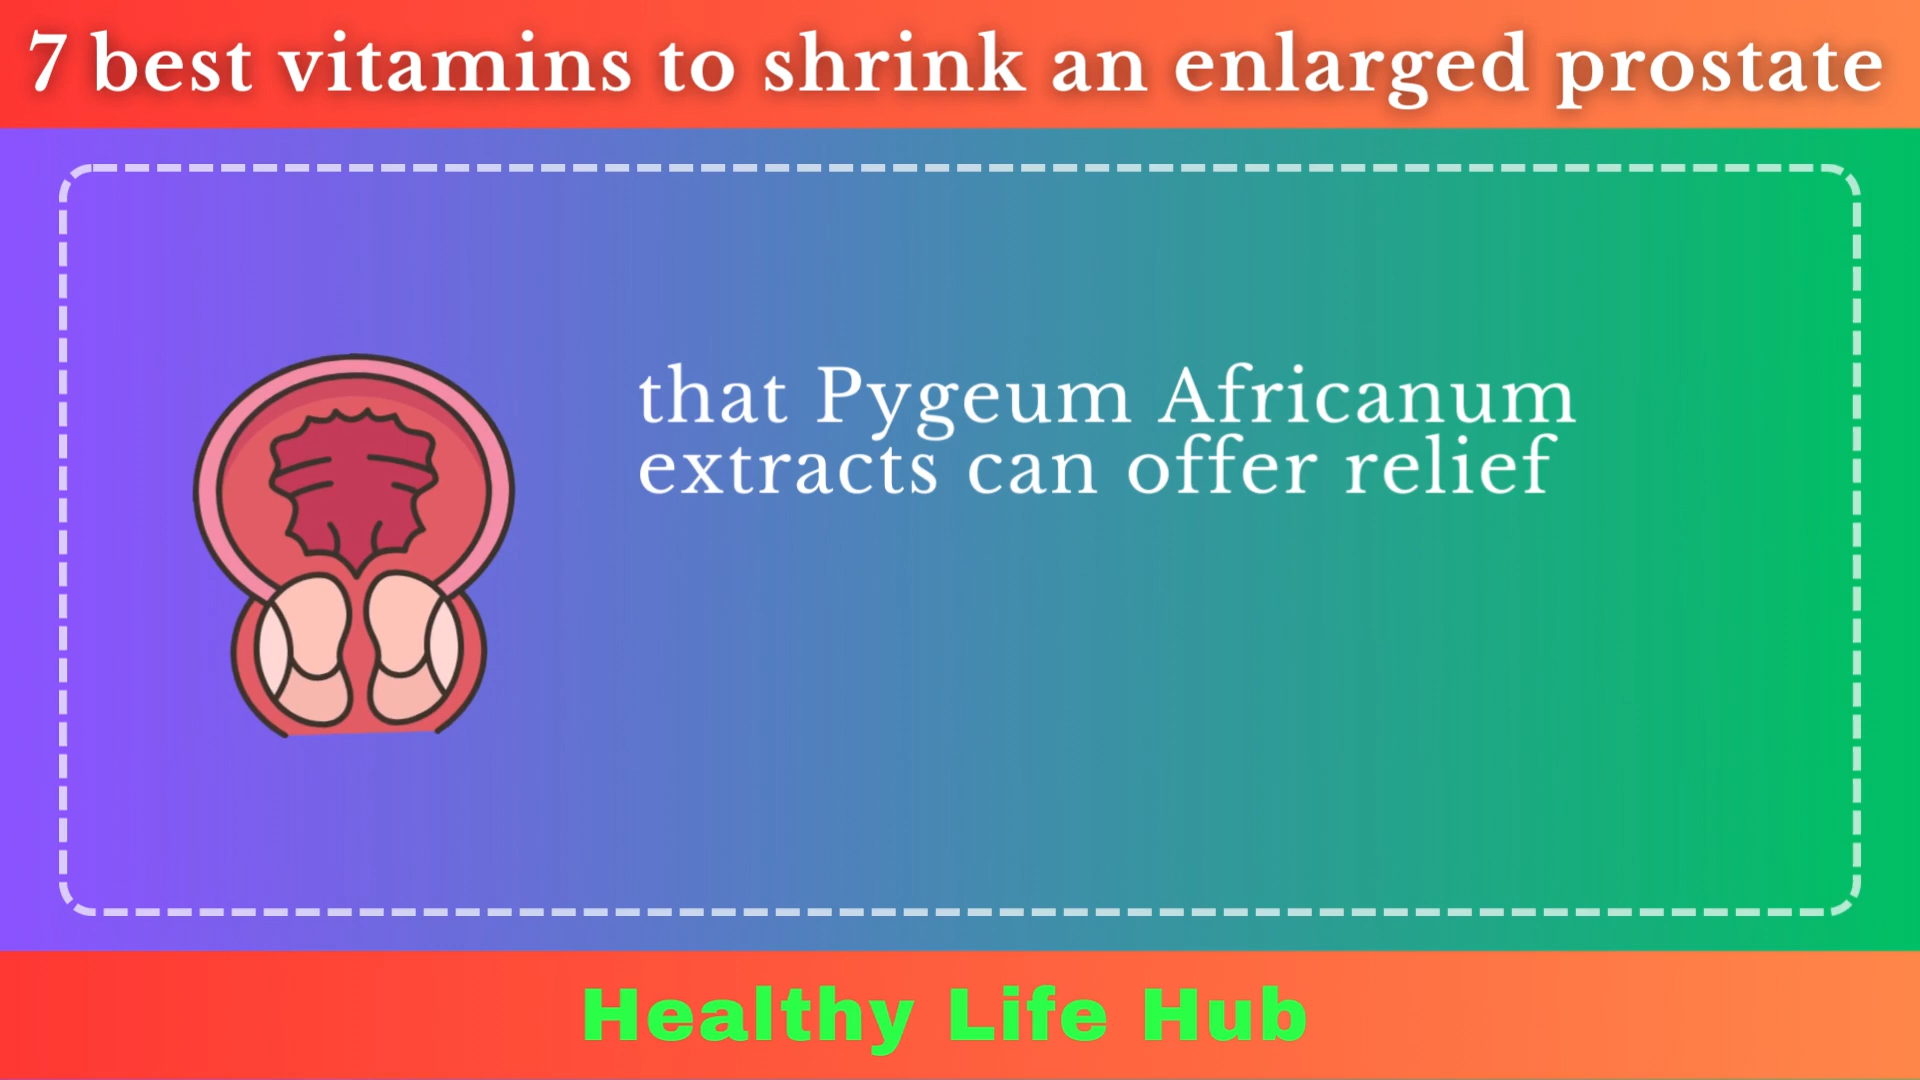 7 best vitamins to shrink an enlarged prostate
that Pygeum Africanum
extracts can offer relief
Healthy Life Hub